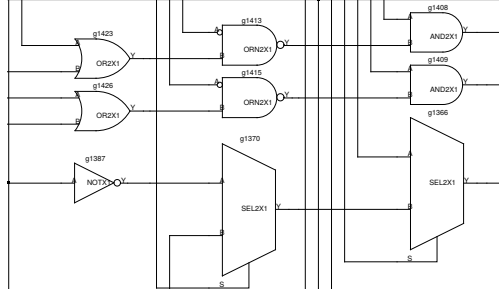 g1408
g1413
A
A
Y
g1423
AND2X1
A
Y
B
B
Y
ORN2X1
OR2X1
g1409
B
g1415
A
Y
g1426
A
AND2X1
A
Y
B
B
Y
ORN2X1
g1366
OR2X1
B
g1370
A
g1387
A
Y
NOTX1
A
SEL2X1
Y
Y
B
SEL2X1
B
S
S